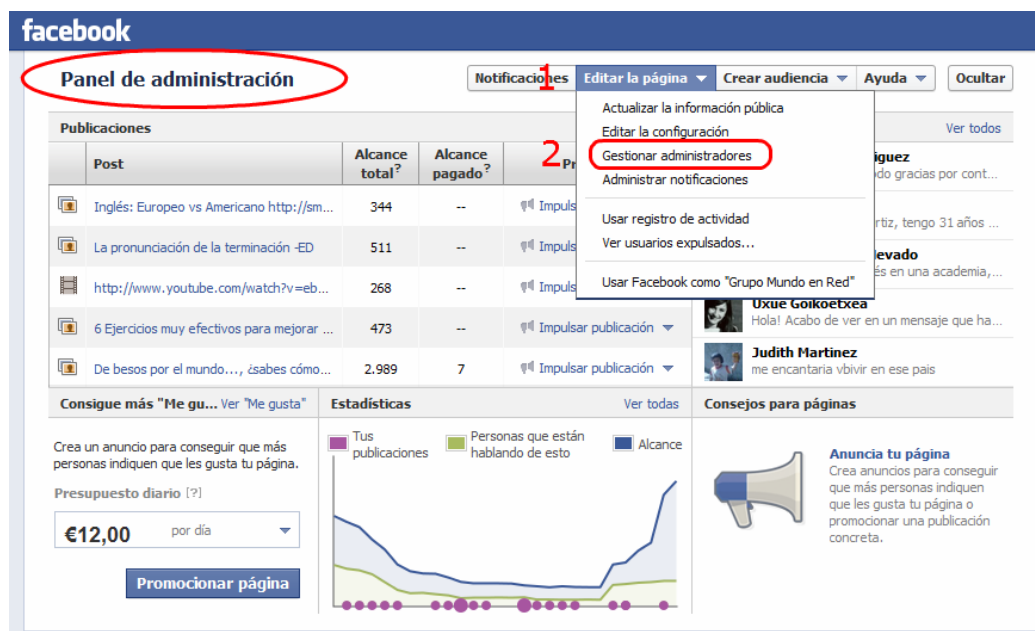 facebook
Panel de administración
1
Notificaciones
Editar la página
Crear audiencia
Ayuda
Ocultar
Actualizar la información pública
Editar la configuración
2
Gestionar administradores
Administrar notificaciones
Usar registro de actividad
Ver usuarios expulsados...
Usar Facebook como "Grupo Mundo en Red"
Publicaciones
Ver todos
Post
Alcance
total?
Alcance
pagado?
Inglés: Europeo vs Americano http://sm...
344
--
La pronunciación de la terminación -ED
511
--
http://www.youtube.com/watch?v=eb...
268
--
6 Ejercicios muy efectivos para mejorar ...
473
--
Impulsar publicación
De besos por el mundo..., ¿sabes cómo...
2.989
7
Impulsar publicación
gracias por cont...
tengo 31 años ...
en una academia,...
Uxue Goikoetxea
Hola! Acabo de ver en un mensaje que ha...
Judith Martinez
me encantaria vbivir en ese pais
Consigue más "Me gu... Ver "Me gusta"
Crea un anuncio para conseguir que más
personas indiquen que les gusta tu página.
Presupuesto diario [?]
€12,00 por día
Promocionar página
Estadísticas
Ver todas
Tus
publicaciones
Personas que están
hablando de esto
Alcance
Consejos para páginas
Anuncia tu página
Crea anuncios para conseguir
que más personas indiquen
que les gusta tu página o
promocionar una publicación
concreta.